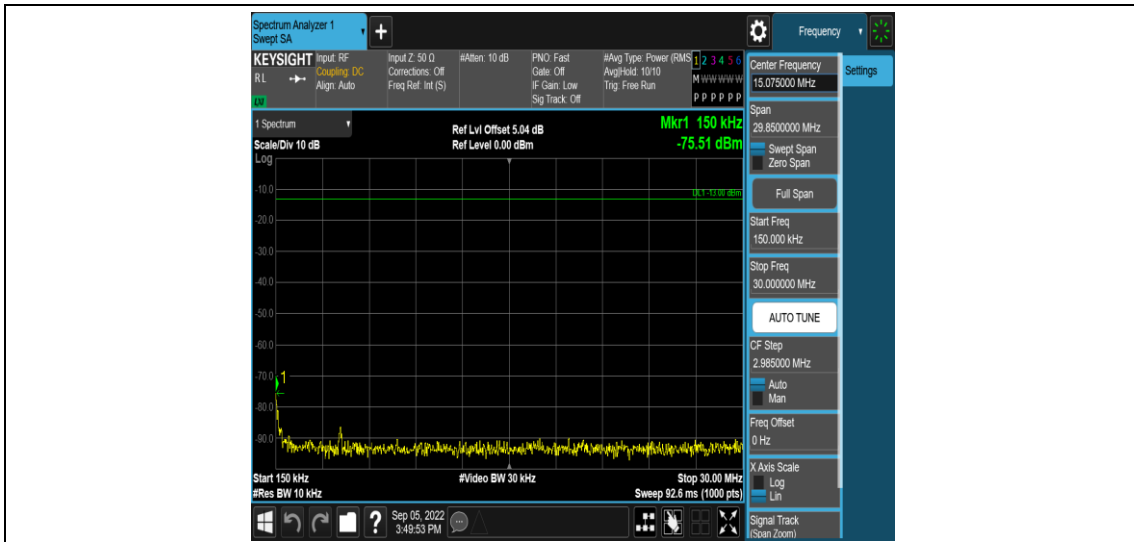 Spectrum Analyzer 1
Swept SA
+
Frequency
KEYSIGHT
RL
LXI
Input: RF
Coupling: DC
Align: Auto
Input Z: 50 Ω
Corrections: Off
Freq Ref: Int (S)
#Atten: 10 dB
PNO: Fast
Gate: Off
IF Gain: Low
Sig Track: Off
#Avg Type: Power (RMS
Avg|Hold: 10/10
Trig: Free Run
1 2 3 4 5 6
M W W W W W
P P P P P P
1 Spectrum
Scale/Div 10 dB
Log
Ref Lvl Offset 5.04 dB
Ref Level 0.00 dBm
Mkr1 150 kHz
-75.51 dBm
DL1 -13.00 dBm
-10.0
-20.0
-30.0
-40.0
-50.0
-60.0
-70.0
1
-80.0
-90.0
Start 150 kHz
#Res BW 10 kHz
#Video BW 30 kHz
Stop 30.00 MHz
Sweep 92.6 ms (1000 pts)
?
Sep 05, 2022
3:49:53 PM
Center Frequency
15.075000 MHz
Settings
Span
29.8500000 MHz
Swept Span
Zero Span
Full Span
Start Freq
150.000 kHz
Stop Freq
30.000000 MHz
AUTO TUNE
CF Step
2.985000 MHz
Auto
Man
Freq Offset
0 Hz
X Axis Scale
Log
Lin
Signal Track
(Span Zoom)